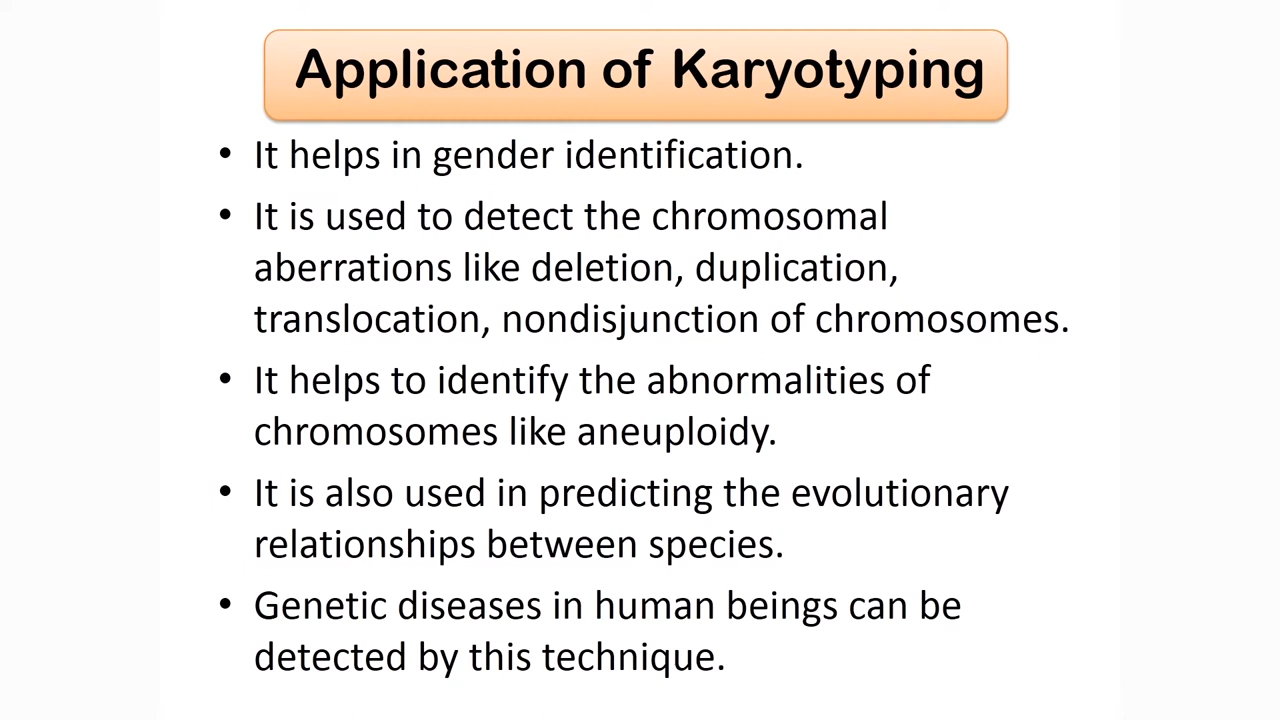 Application of Karyotyping
• It helps in gender identification.
• It is used to detect the chromosomal
aberrations like deletion, duplication,
translocation, nondisjunction of chromosomes.
• It helps to identify the abnormalities of
chromosomes like aneuploidy.
• It is also used in predicting the evolutionary
relationships between species.
• Genetic diseases in human beings can be
detected by this technique.